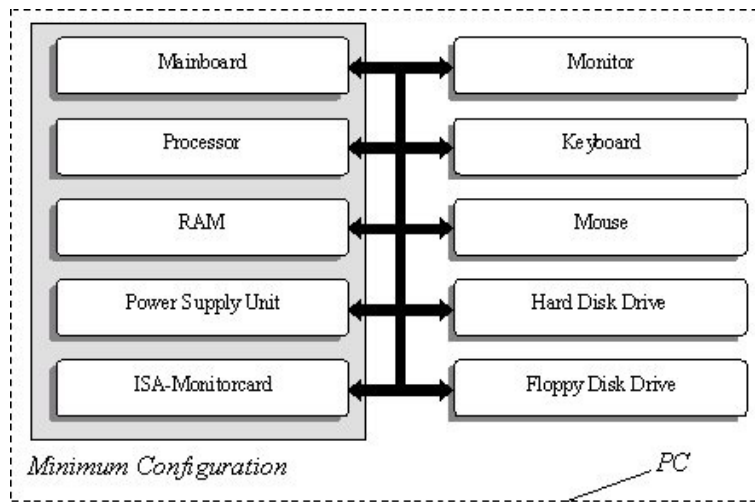 Mainboard
Processor
RAM
Power Supply Unit
ISA-Monitorcard
Minimum Configuration
Monitor
Keyboard
Mouse
Hard Disk Drive
Floppy Disk Drive
PC